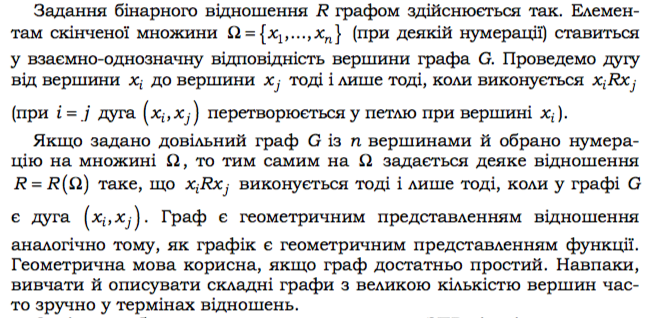 Задання бінарного відношення R графом здійснюється так. Елемен-
там скінченої множини Ω = {x₁,...,xₙ} (при деякій нумерації) ставиться
у взаємно-однозначну відповідність вершини графа G. Проведемо дугу
від вершини xᵢ до вершини xⱼ тоді і лише тоді, коли виконується xᵢRxⱼ
(при i = j дуга (xᵢ, xⱼ) перетворюється у петлю при вершині xᵢ).
Якщо задано довільний граф G із n вершинами й обрано нумера-
цію на множині Ω, то тим самим на Ω задається деяке відношення
R = R(Ω) таке, що xᵢRxⱼ виконується тоді і лише тоді, коли у графі G
є дуга (xᵢ, xⱼ). Граф є геометричним представленням відношення
аналогічно тому, як графік є геометричним представленням функції.
Геометрична мова корисна, якщо граф достатньо простий. Навпаки,
вивчати й описувати складні графи з великою кількістю вершин час-
то зручно у термінах відношень.